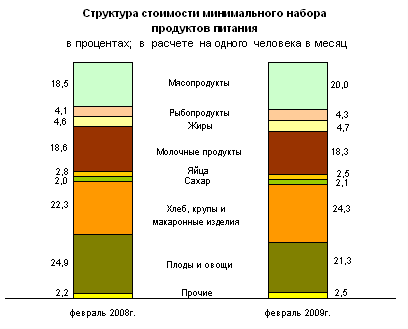 Структура стоимости минимального набора
продуктов питания
в процентах; в расчете на одного человека в месяц
18,5 Мясопродукты 20,0
4,1 Рыбопродукты 4,3
4,6 Жиры 4,7
18,6 Молочные продукты 18,3
2,8 Яйца 2,5
2,0 Сахар 2,1
22,3 Хлеб, крупы и 24,3
макаронные изделия
24,9 Плоды и овощи 21,3
2,2 Прочие 2,5
февраль 2008г. февраль 2009г.